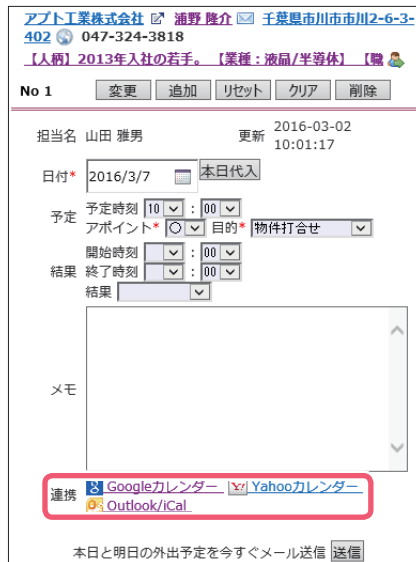 アプト工業株式会社 浦野 隆介 千葉県市川市市川2-6-3-
402 047-324-3818
【人柄】2013年入社の若手。【業種：液晶/半導体】【職
No 1 変更 追加 リセット クリア 削除
担当名 山田 雅男 更新 2016-03-02
10:01:17
日付* 2016/3/7 本日代入
予定 予定時刻 10 : 00
アポイント* 〇 目的* 物件打合せ
開始時刻 : 00
結果 終了時刻 : 00
結果
メモ
連携 Googleカレンダー Yahooカレンダー
Outlook/iCal
本日と明日の外出予定を今すぐメール送信 送信